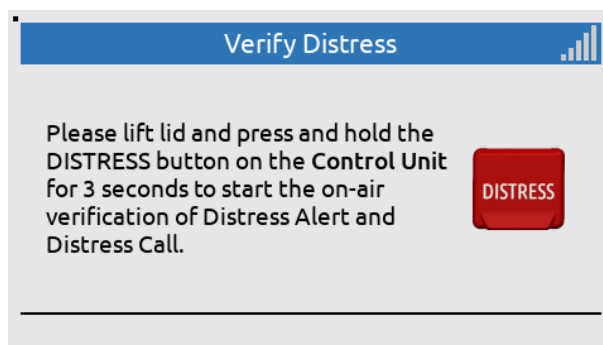 Verify Distress
Please lift lid and press and hold the
DISTRESS button on the Control Unit
for 3 seconds to start the on-air
verification of Distress Alert and
Distress Call.
DISTRESS